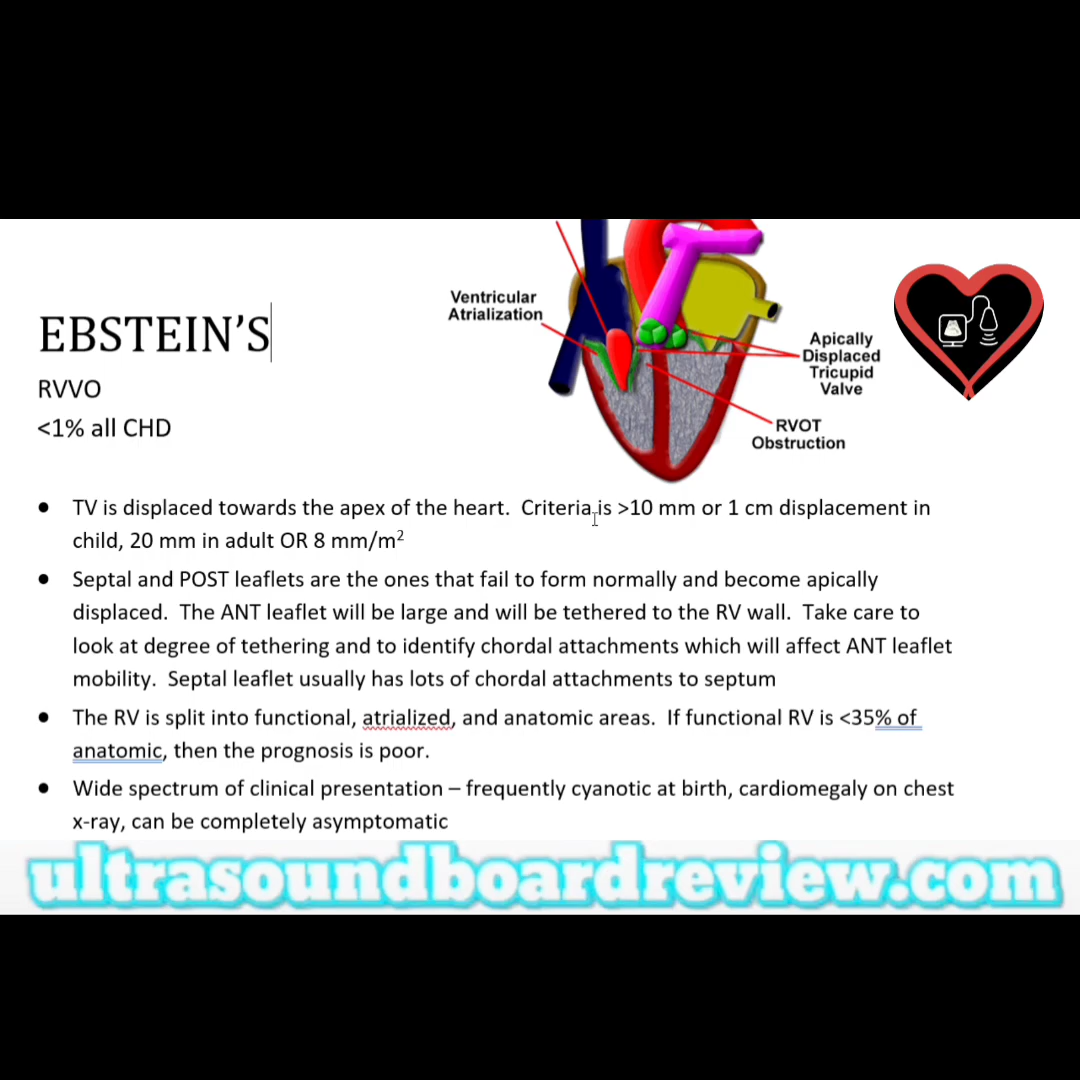 Ventricular
Atrialization
EBSTEIN’S
RVVO
<1% all CHD
Apically
Displaced
Tricupid
Valve
RVOT
Obstruction
● TV is displaced towards the apex of the heart.  Criteria is >10 mm or 1 cm displacement in
child, 20 mm in adult OR 8 mm/m²
● Septal and POST leaflets are the ones that fail to form normally and become apically
displaced.  The ANT leaflet will be large and will be tethered to the RV wall.  Take care to
look at degree of tethering and to identify chordal attachments which will affect ANT leaflet
mobility.  Septal leaflet usually has lots of chordal attachments to septum
● The RV is split into functional, atrialized, and anatomic areas.  If functional RV is <35% of
anatomic, then the prognosis is poor.
● Wide spectrum of clinical presentation – frequently cyanotic at birth, cardiomegaly on chest
x-ray, can be completely asymptomatic
ultrasoundboardreview.com